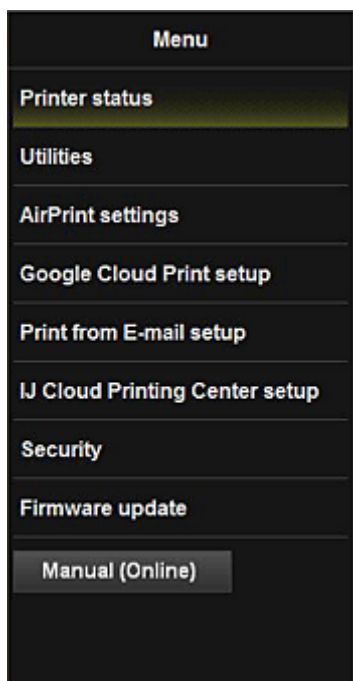 Menu
Printer status
Utilities
AirPrint settings
Google Cloud Print setup
Print from E-mail setup
IJ Cloud Printing Center setup
Security
Firmware update
Manual (Online)